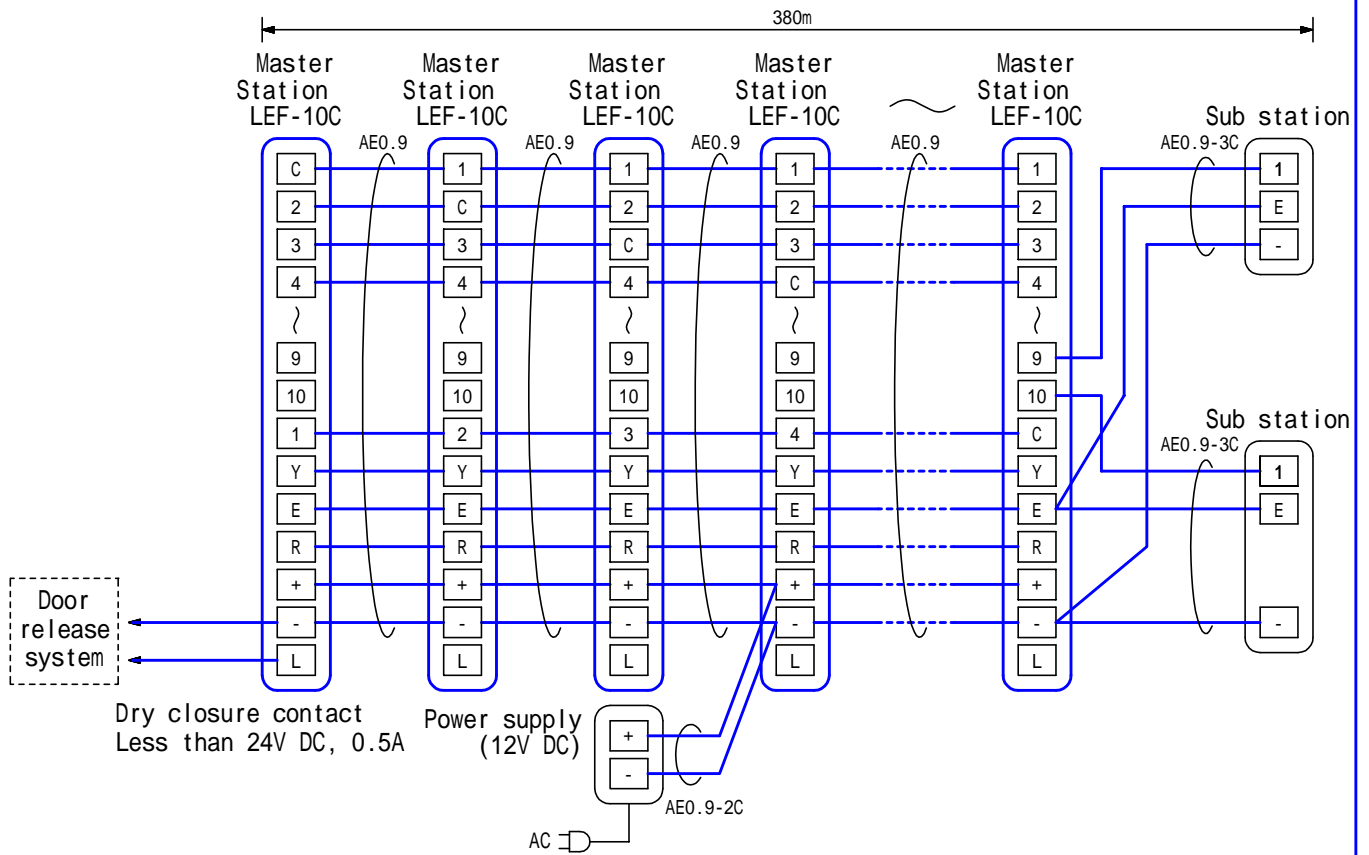 380m
Master
Station
LEF-10C
Master
Station
LEF-10C
Master
Station
LEF-10C
Master
Station
LEF-10C
Master
Station
LEF-10C
Sub station
AE0.9
AE0.9
AE0.9
AE0.9
AE0.9-3C
C 1 1 1 1 1
2 C 2 2 2 E
3 3 C 3 3 -
4 4 4 C 4
9 9 9 9 9
10 10 10 10 10
Sub station
AE0.9-3C
1 2 3 4 C 1
Y Y Y Y Y
E E E E E E
R R R R R
+ + + + +
- - - - - -
L L L L L
Door
release
system
Dry closure contact
Less than 24V DC, 0.5A
Power supply
(12V DC)
+
-
AE0.9-2C
AC